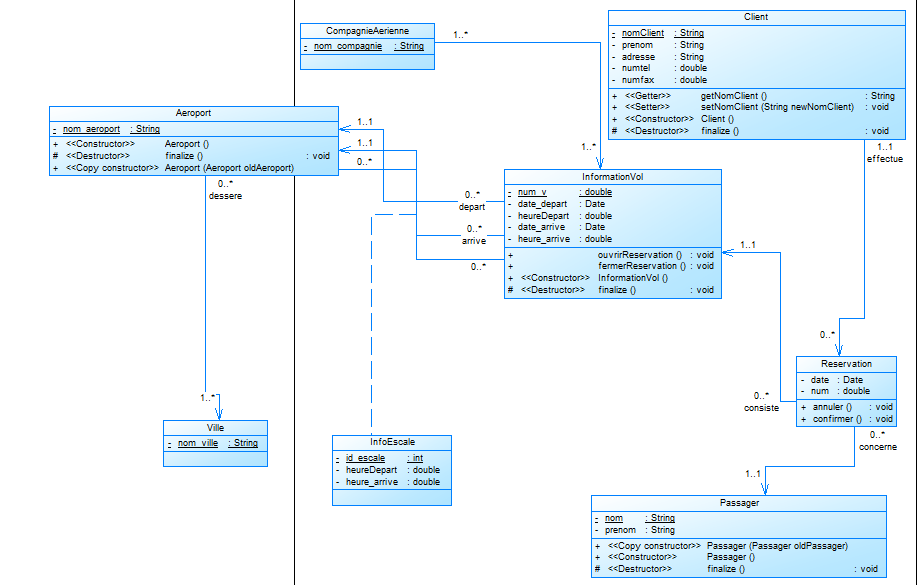 CompagnieAerienne
- nom_compagnie : String
1..*
1..*
Client
- nomClient : String
- prenom : String
- adresse : String
- numtel : double
- numfax : double
+ <<Getter>> getNomClient () : String
+ <<Setter>> setNomClient (String newNomClient) : void
+ <<Constructor>> Client ()
# <<Destructor>> finalize () : void
1..1
effectue
0..*
Aeroport
- nom_aeroport : String
+ <<Constructor>> Aeroport ()
# <<Destructor>> finalize () : void
+ <<Copy constructor>> Aeroport (Aeroport oldAeroport)
1..1
1..1
0..*
0..*
dessere
1..*
0..*
depart
0..*
arrive
0..*
InformationVol
- num_v : double
- date_depart : Date
- heureDepart : double
- date_arrive : Date
- heure_arrive : double
+ ouvrirReservation () : void
+ fermerReservation () : void
+ <<Constructor>> InformationVol ()
# <<Destructor>> finalize () : void
1..1
0..*
consiste
Reservation
- date : Date
- num : double
+ annuler () : void
+ confirmer () : void
0..*
concerne
1..1
Ville
- nom_ville : String
InfoEscale
- id_escale : int
- heureDepart : double
- heure_arrive : double
Passager
- nom : String
- prenom : String
+ <<Copy constructor>> Passager (Passager oldPassager)
+ <<Constructor>> Passager ()
# <<Destructor>> finalize () : void